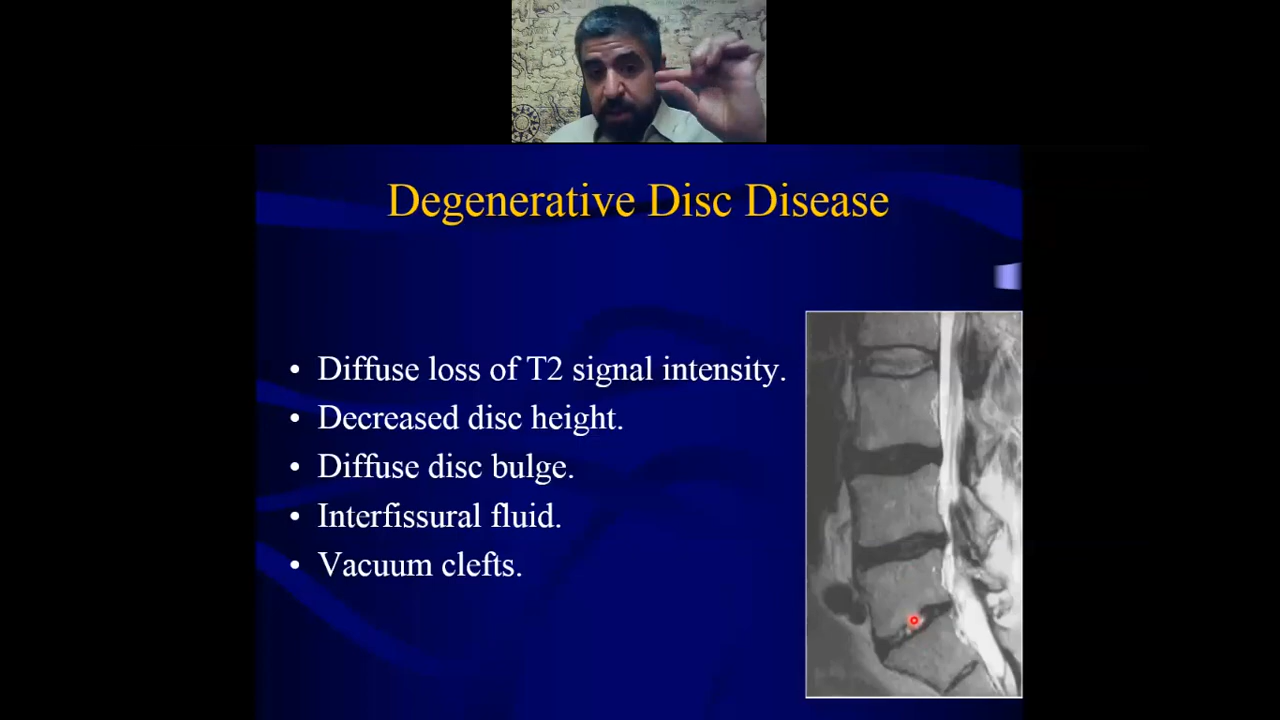 Degenerative Disc Disease
• Diffuse loss of T2 signal intensity.
• Decreased disc height.
• Diffuse disc bulge.
• Interfissural fluid.
• Vacuum clefts.